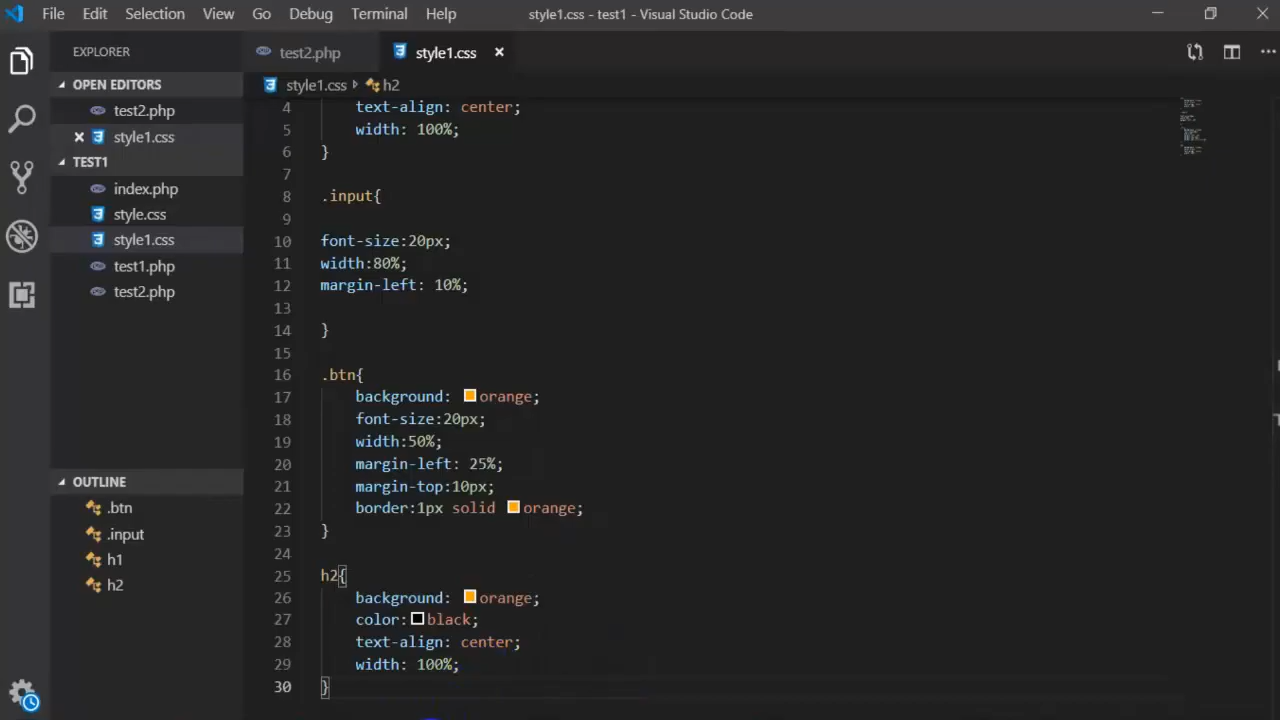 File Edit Selection View Go Debug Terminal Help style1.css - test1 - Visual Studio Code
EXPLORER
OPEN EDITORS
test2.php
style1.css
TEST1
index.php
style.css
style1.css
test1.php
test2.php
OUTLINE
.btn
.input
h1
h2
test2.php style1.css
style1.css h2
4 text-align: center;
5 width: 100%;
6 }
7
8 .input{
9
10 font-size:20px;
11 width:80%;
12 margin-left: 10%;
13
14 }
15
16 .btn{
17 background: orange;
18 font-size:20px;
19 width:50%;
20 margin-left: 25%;
21 margin-top:10px;
22 border:1px solid orange;
23 }
24
25 h2{
26 background: orange;
27 color:black;
28 text-align: center;
29 width: 100%;
30 }